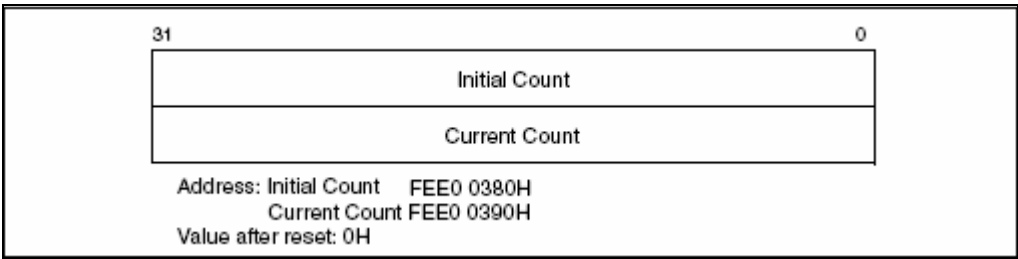 31 0
Initial Count
Current Count
Address: Initial Count FEE0 0380H
Current Count FEE0 0390H
Value after reset: 0H